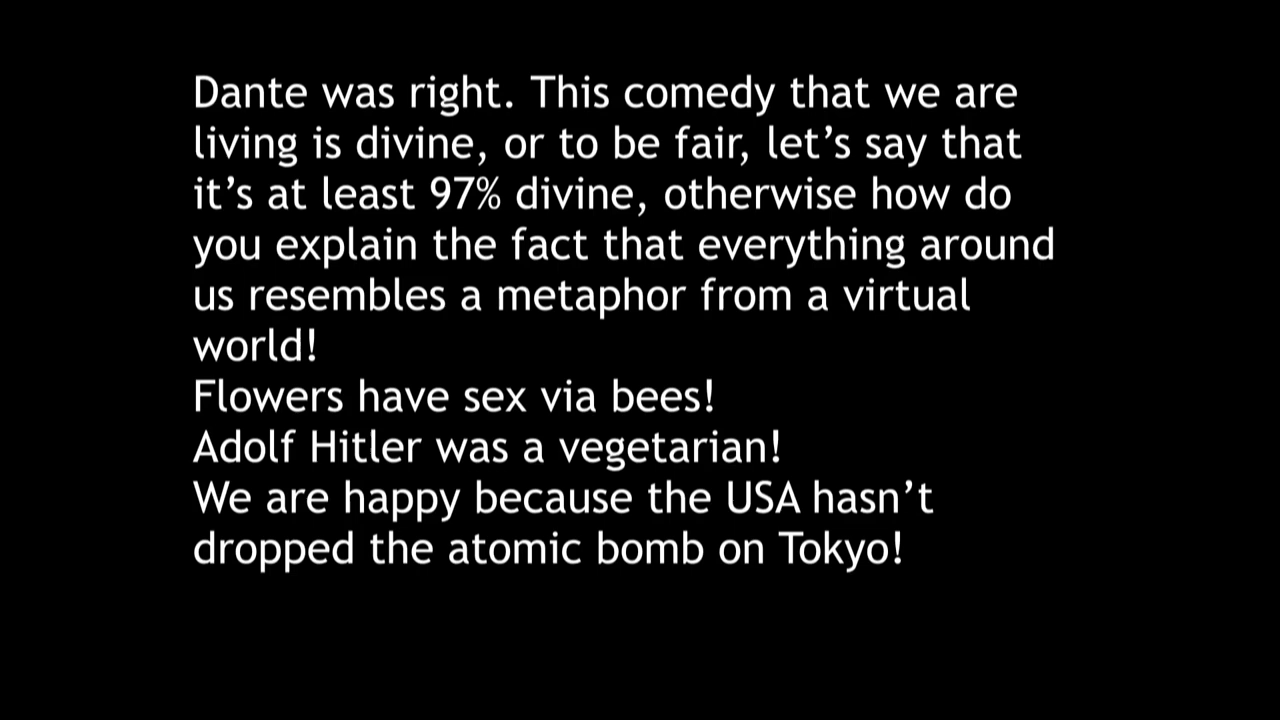 Dante was right. This comedy that we are
living is divine, or to be fair, let’s say that
it’s at least 97% divine, otherwise how do
you explain the fact that everything around
us resembles a metaphor from a virtual
world!
Flowers have sex via bees!
Adolf Hitler was a vegetarian!
We are happy because the USA hasn’t
dropped the atomic bomb on Tokyo!